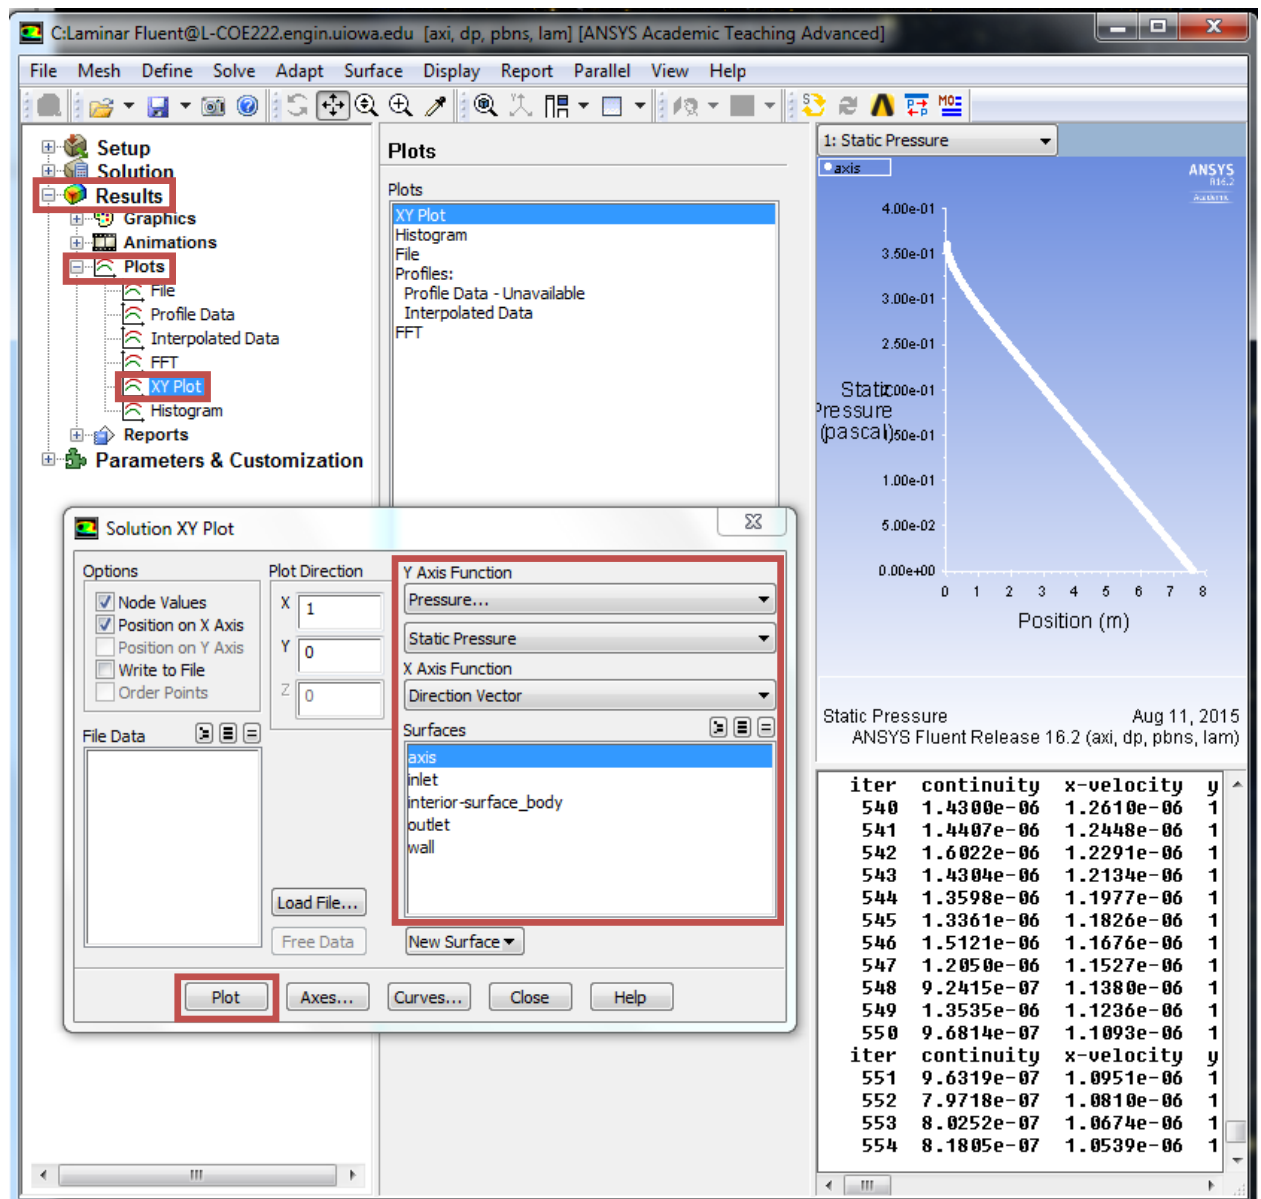 C:Laminar Fluent@L-COE222.engin.uiowa.edu [axi, dp, pbns, lam] [ANSYS Academic Teaching Advanced]
File Mesh Define Solve Adapt Surface Display Report Parallel View Help
Setup
Solution
Results
Graphics
Animations
Plots
File
Profile Data
Interpolated Data
FFT
XY Plot
Histogram
Reports
Parameters & Customization
Plots
Plots
XY Plot
Histogram
File
Profiles:
Profile Data - Unavailable
Interpolated Data
FFT
1: Static Pressure
axis
ANSYS
R16.2
Academic
4.00e-01
3.50e-01
3.00e-01
2.50e-01
Static
Pressure
(pascal)
1.00e-01
5.00e-02
0.00e+00
0 1 2 3 4 5 6 7 8
Position (m)
Static Pressure
Aug 11, 2015
ANSYS Fluent Release 16.2 (axi, dp, pbns, lam)
Solution XY Plot
Options
Node Values
Position on X Axis
Position on Y Axis
Write to File
Order Points
Plot Direction
X 1
Y 0
Z 0
Y Axis Function
Pressure...
Static Pressure
X Axis Function
Direction Vector
File Data
Surfaces
axis
inlet
interior-surface_body
outlet
wall
Load File...
Free Data
New Surface
Plot Axes... Curves... Close Help
iter continuity x-velocity y
540 1.4300e-06 1.2610e-06 1
541 1.4407e-06 1.2448e-06 1
542 1.6022e-06 1.2291e-06 1
543 1.4304e-06 1.2134e-06 1
544 1.3598e-06 1.1977e-06 1
545 1.3361e-06 1.1826e-06 1
546 1.5121e-06 1.1676e-06 1
547 1.2050e-06 1.1527e-06 1
548 9.2415e-07 1.1380e-06 1
549 1.3535e-06 1.1236e-06 1
550 9.6814e-07 1.1093e-06 1
iter continuity x-velocity y
551 9.6319e-07 1.0951e-06 1
552 7.9718e-07 1.0810e-06 1
553 8.0252e-07 1.0674e-06 1
554 8.1805e-07 1.0539e-06 1